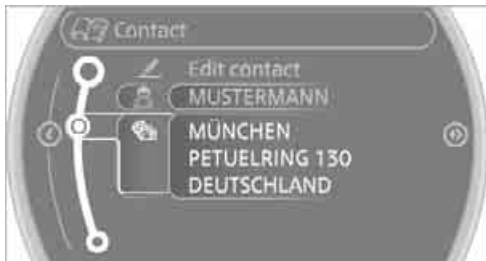 Contact
Edit contact
MUSTERMANN
MÜNCHEN
PETUELRING 130
DEUTSCHLAND